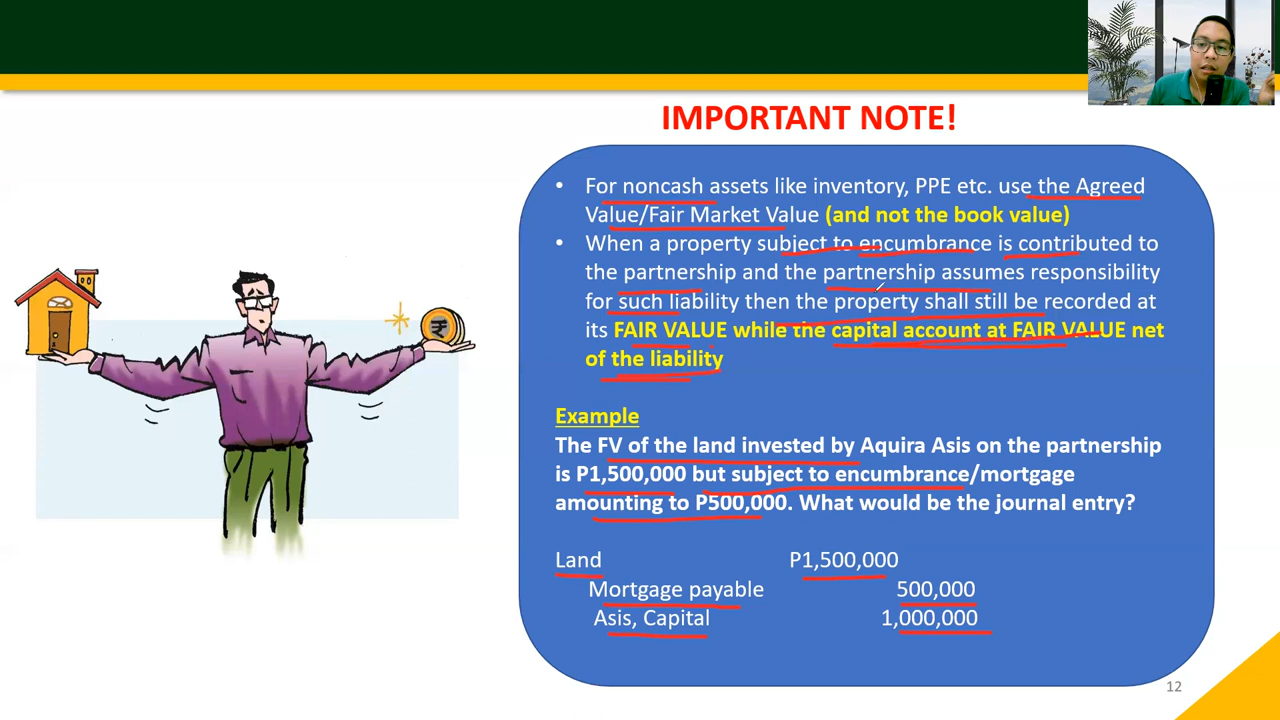 IMPORTANT NOTE!
• For noncash assets like inventory, PPE etc. use the Agreed
Value/Fair Market Value (and not the book value)
• When a property subject to encumbrance is contributed to
the partnership and the partnership assumes responsibility
for such liability then the property shall still be recorded at
its FAIR VALUE while the capital account at FAIR VALUE net
of the liability
Example
The FV of the land invested by Aquira Asis on the partnership
is P1,500,000 but subject to encumbrance/mortgage
amounting to P500,000. What would be the journal entry?
Land P1,500,000
Mortgage payable 500,000
Asis, Capital 1,000,000
₹
12